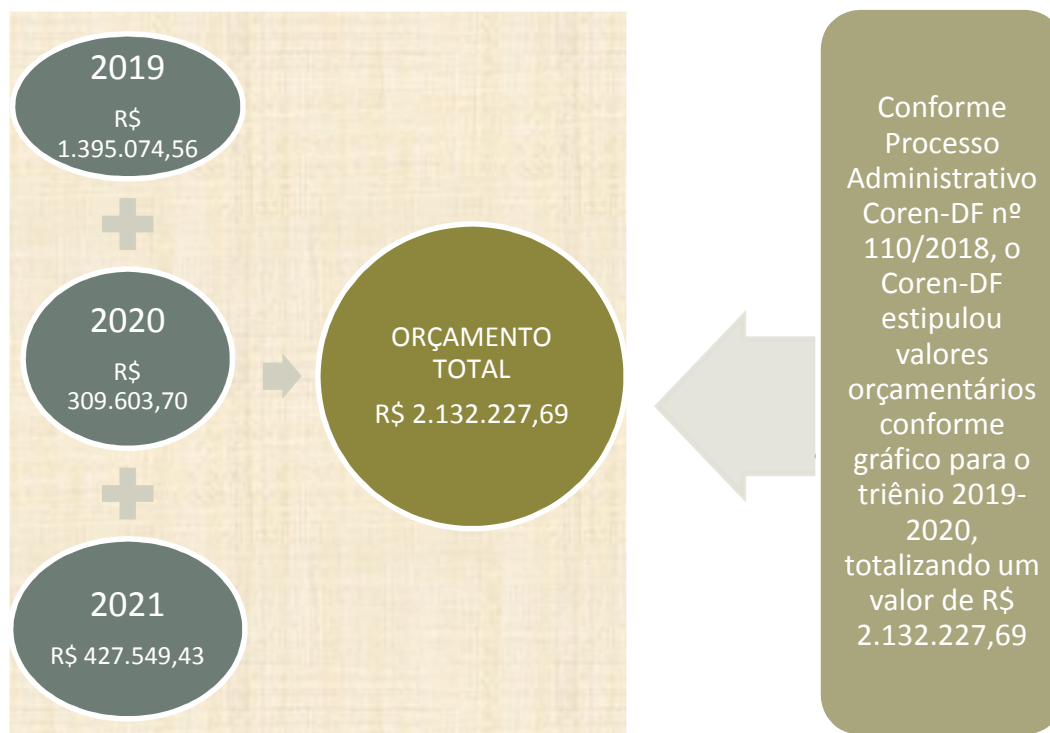 2019
R$
1.395.074,56
2020
R$
309.603,70
2021
R$ 427.549,43
ORÇAMENTO
TOTAL
R$ 2.132.227,69
Conforme
Processo
Administrativo
Coren-DF nº
110/2018, o
Coren-DF
estipulou
valores
orçamentários
conforme
gráfico para o
triênio 2019-
2020,
totalizando um
valor de R$
2.132.227,69